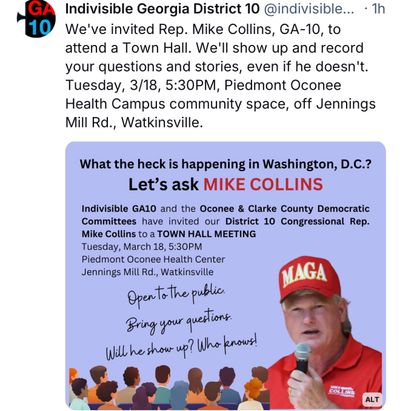 GA
10
Indivisible Georgia District 10 @indivisible... · 1h
We've invited Rep. Mike Collins, GA-10, to
attend a Town Hall. We'll show up and record
your questions and stories, even if he doesn't.
Tuesday, 3/18, 5:30PM, Piedmont Oconee
Health Campus community space, off Jennings
Mill Rd., Watkinsville.
What the heck is happening in Washington, D.C.?
Let's ask MIKE COLLINS
Indivisible GA10 and the Oconee & Clarke County Democratic
Committees have invited our District 10 Congressional Rep.
Mike Collins to a TOWN HALL MEETING
Tuesday, March 18, 5:30PM
Piedmont Oconee Health Center
Jennings Mill Rd., Watkinsville
Open to the public.
Bring your questions.
Will he show up? Who knows!
MAGA
COLLINS
ALT